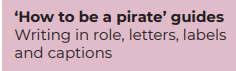 ‘How to be a pirate’ guides
Writing in role, letters, labels
and captions